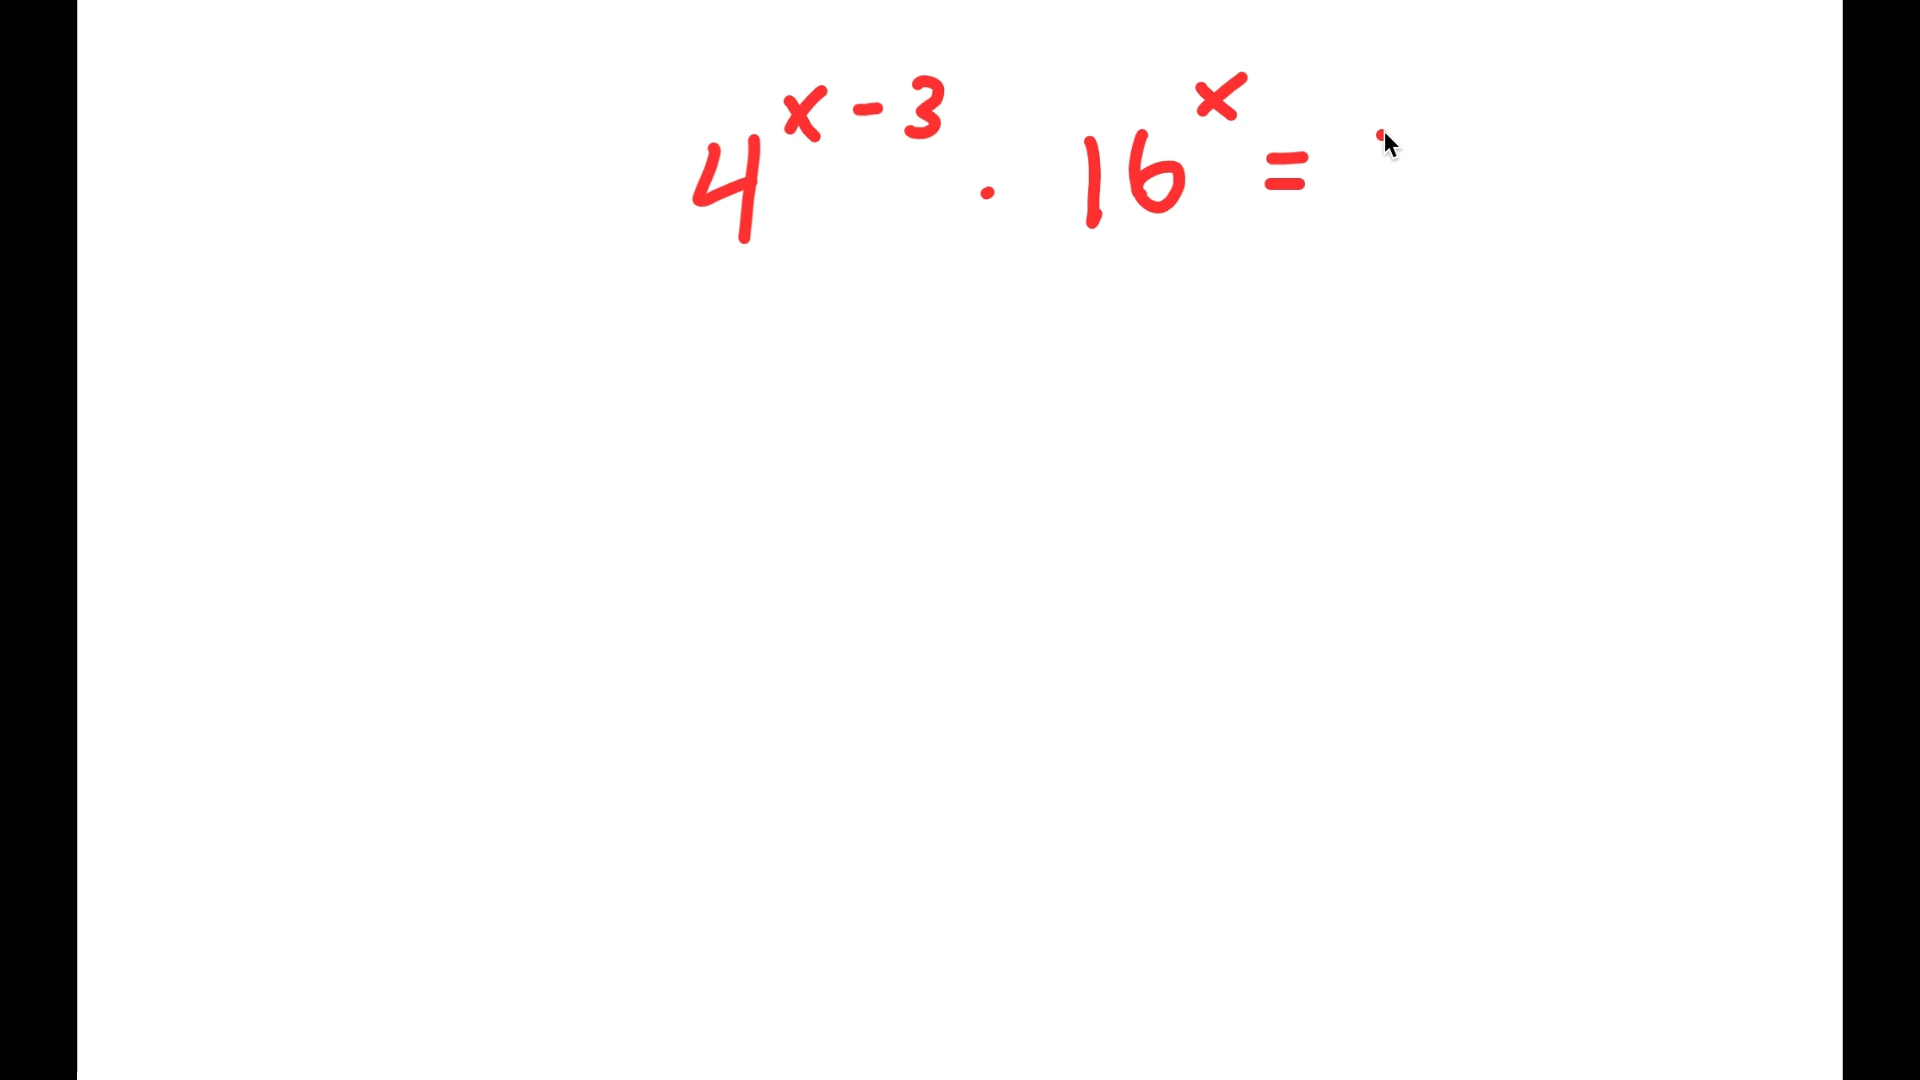 4^{x-3} · 16^x =